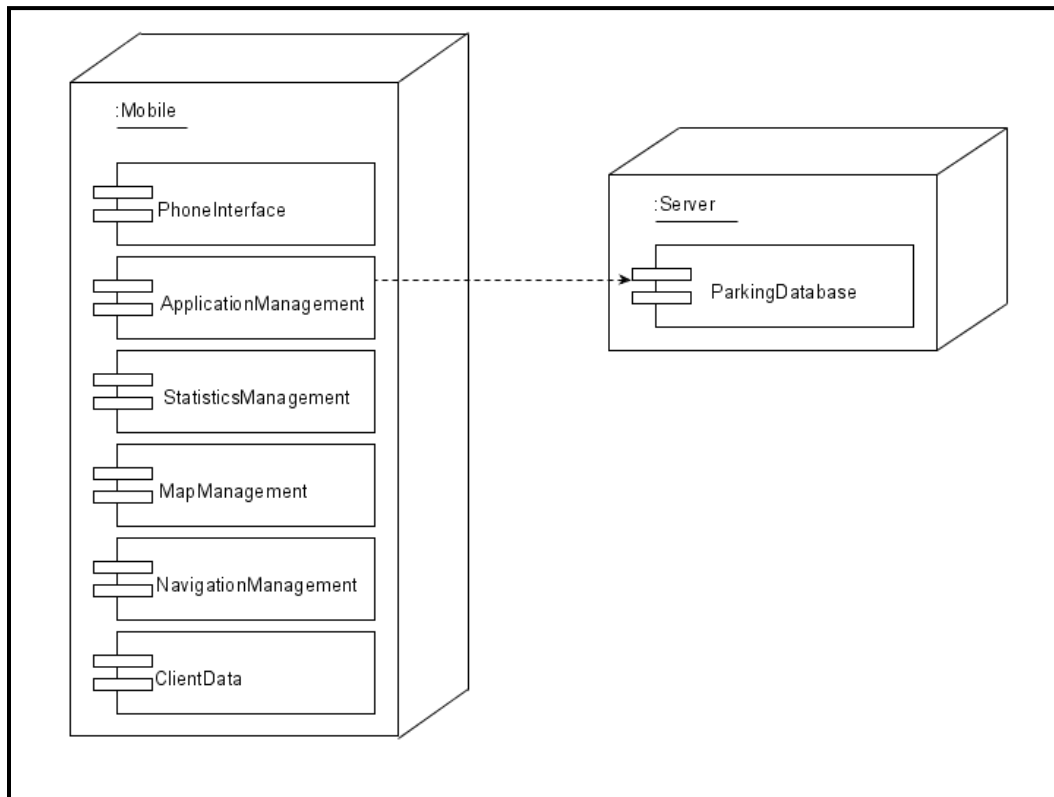 :Mobile
PhoneInterface
ApplicationManagement
StatisticsManagement
MapManagement
NavigationManagement
ClientData
:Server
ParkingDatabase